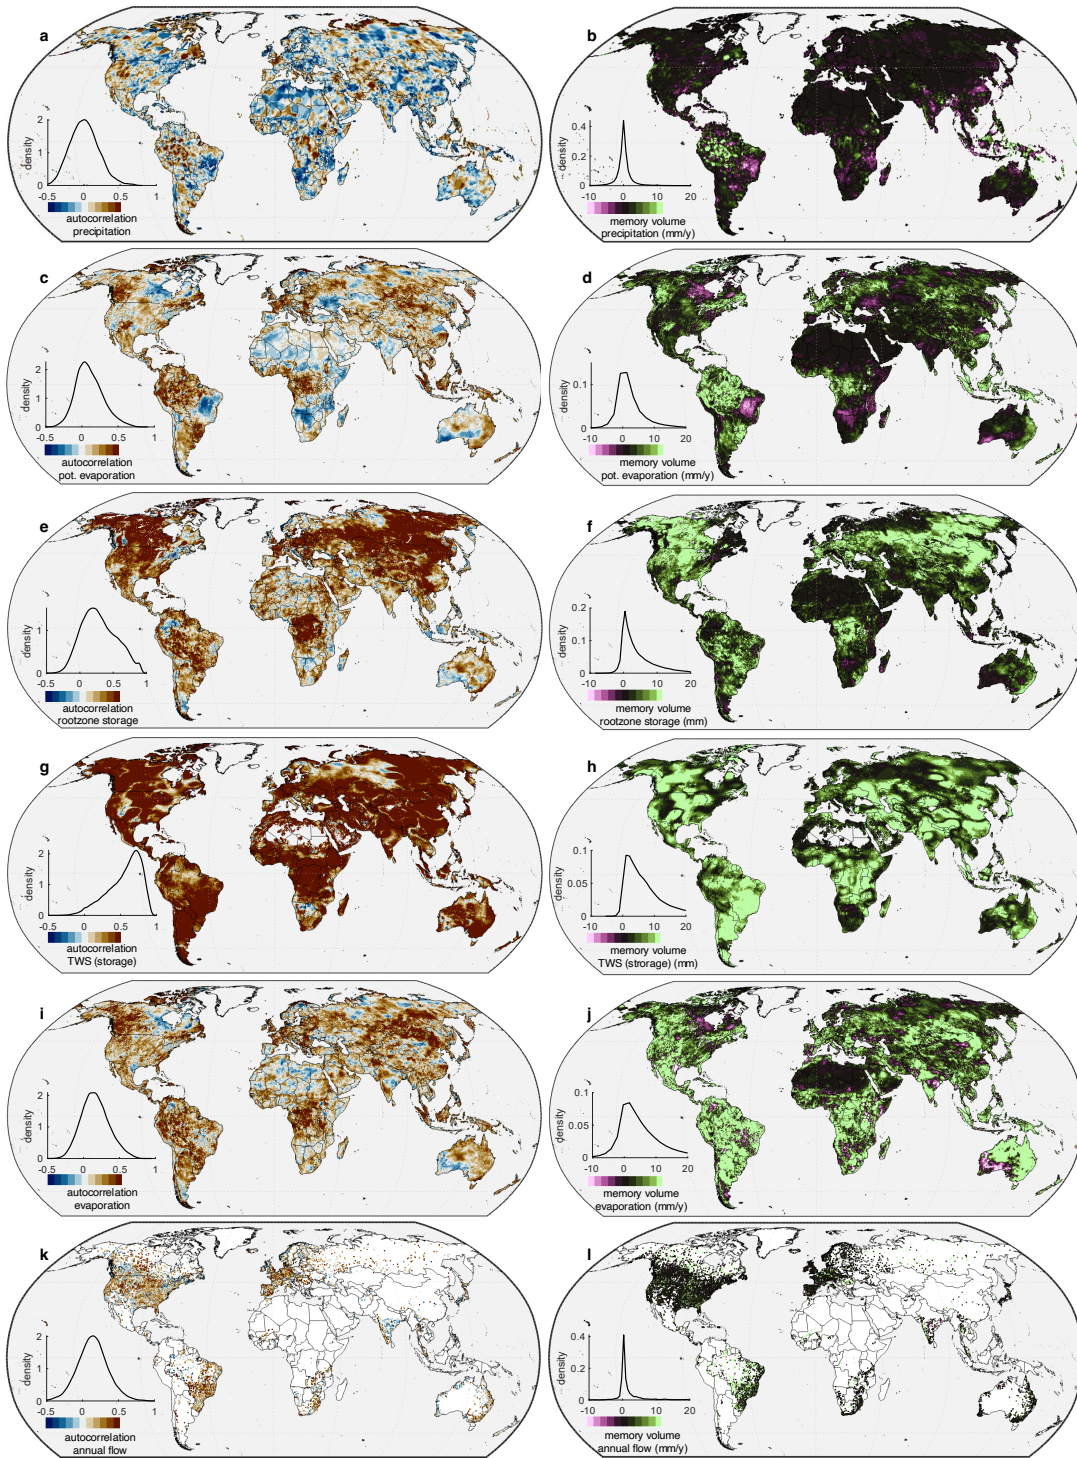 a
b
density
2
1
0
-0.5 0 0.5 1
autocorrelation
precipitation
density
0.4
0.2
0
-10 0 10 20
memory volume
precipitation (mm/y)
c
d
density
2
1
0
-0.5 0 0.5 1
autocorrelation
pot. evaporation
density
0.1
0
-10 0 10 20
memory volume
pot. evaporation (mm/y)
e
f
density
1
0
-0.5 0 0.5 1
autocorrelation
rootzone storage
density
0.2
0.1
0
-10 0 10 20
memory volume
rootzone storage (mm)
g
h
density
2
1
0
-0.5 0 0.5 1
autocorrelation
TWS (storage)
density
0.1
0.05
0
-10 0 10 20
memory volume
TWS (strorage) (mm)
i
j
density
2
1
0
-0.5 0 0.5 1
autocorrelation
evaporation
density
0.1
0.05
0
-10 0 10 20
memory volume
evaporation (mm/y)
k
l
density
2
1
0
-0.5 0 0.5 1
autocorrelation
annual flow
density
0.4
0.2
0
-10 0 10 20
memory volume
annual flow (mm/y)